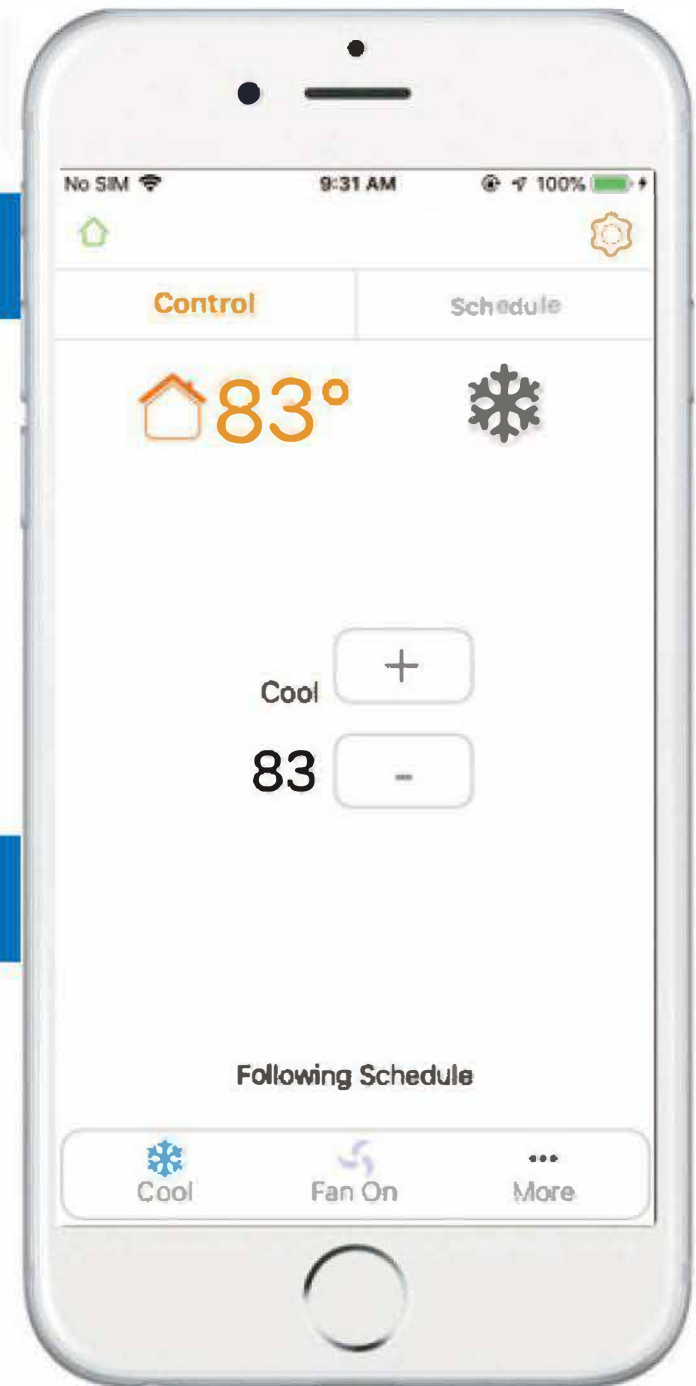 No SIM 9:31 AM 100%
Control Schedule
83°
+
Cool
83 -
Following Schedule
Cool Fan On More